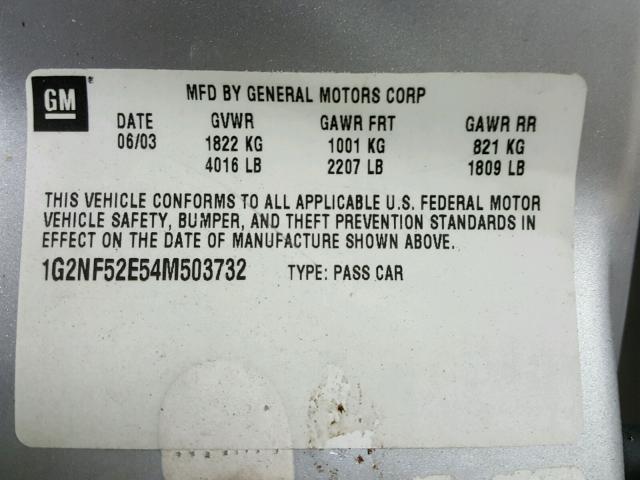 GM
MFD BY GENERAL MOTORS CORP
DATE GVWR GAWR FRT GAWR RR
06/03 1822 KG 1001 KG 821 KG
4016 LB 2207 LB 1809 LB
THIS VEHICLE CONFORMS TO ALL APPLICABLE U.S. FEDERAL MOTOR
VEHICLE SAFETY, BUMPER, AND THEFT PREVENTION STANDARDS IN
EFFECT ON THE DATE OF MANUFACTURE SHOWN ABOVE.
1G2NF52E54M503732 TYPE: PASS CAR